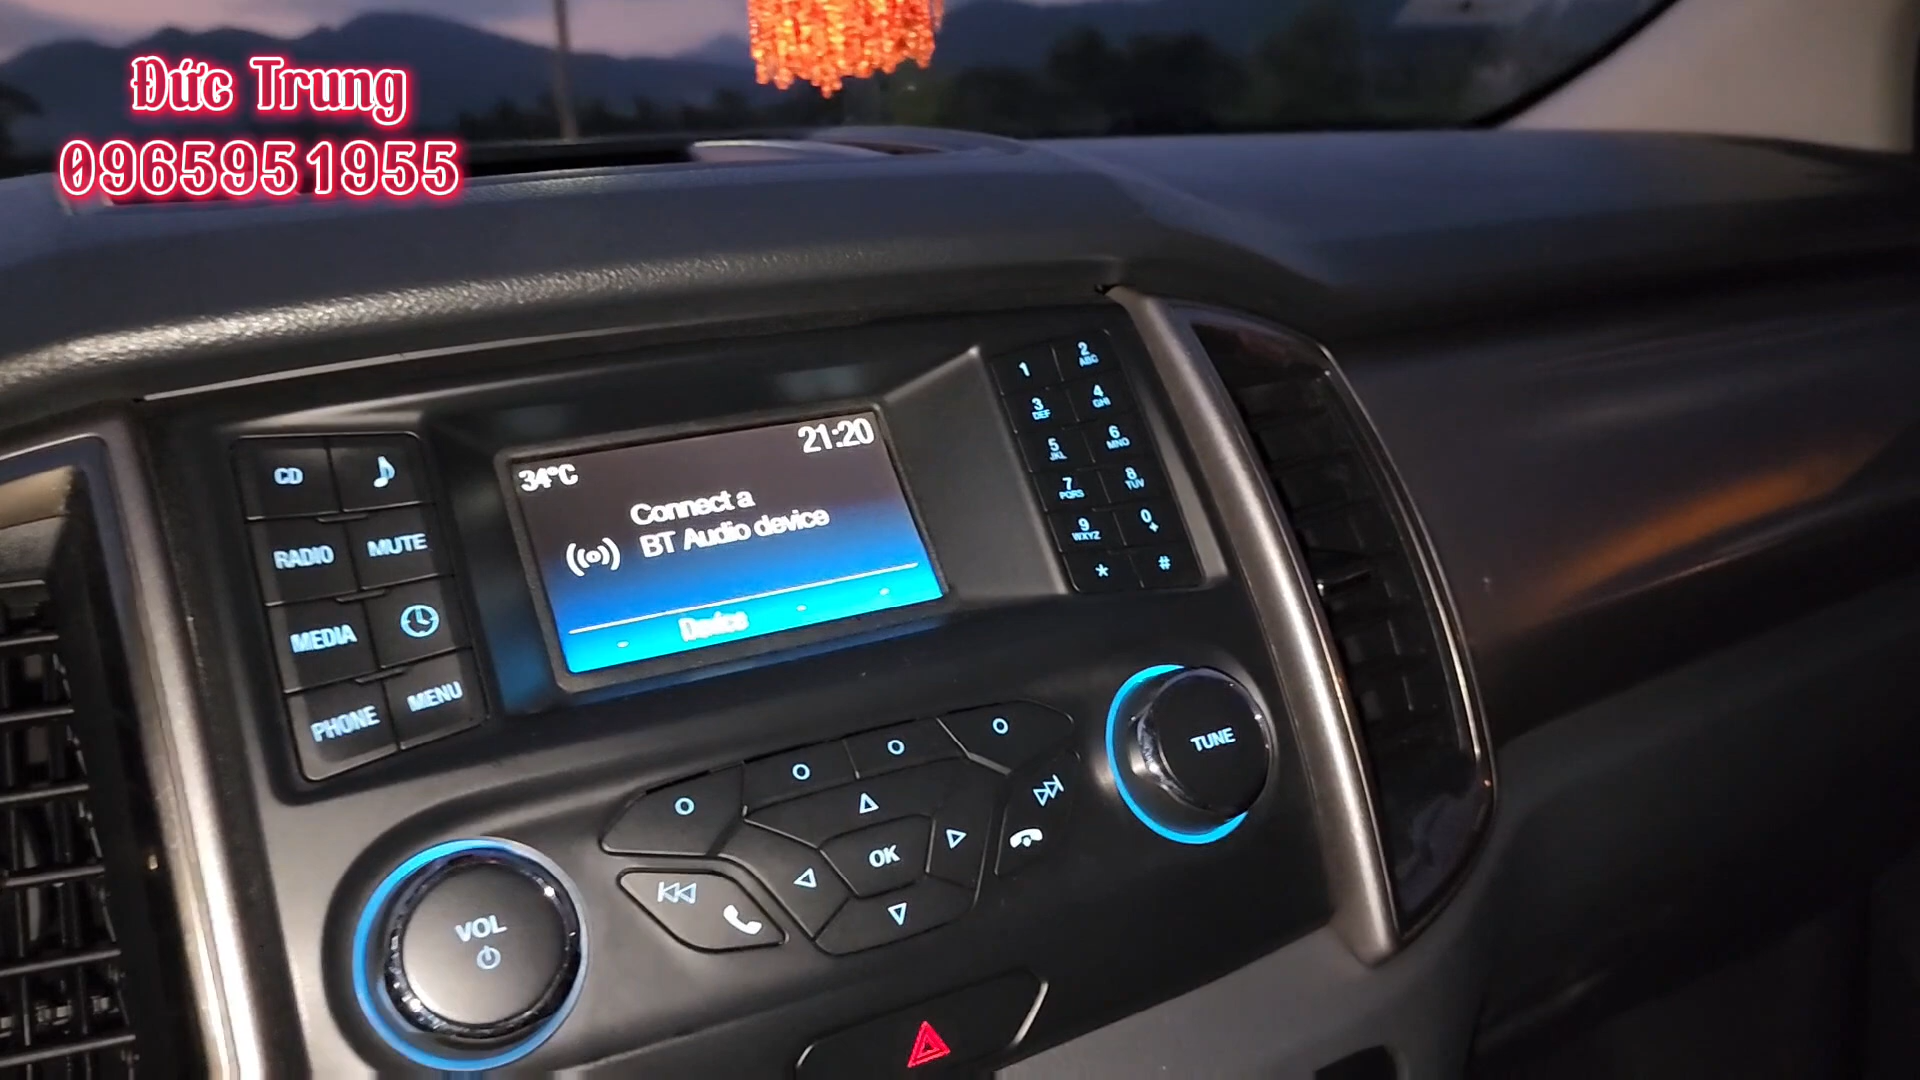 Đức Trung
0965951955
CD
RADIO
MUTE
MEDIA
PHONE
MENU
34°C
21:20
Connect a
BT Audio device
Device
1
2
ABC
3
DEF
4
GHI
5
JKL
6
MNO
7
PQRS
8
TUV
9
WXYZ
0
+
*
#
VOL
OK
TUNE